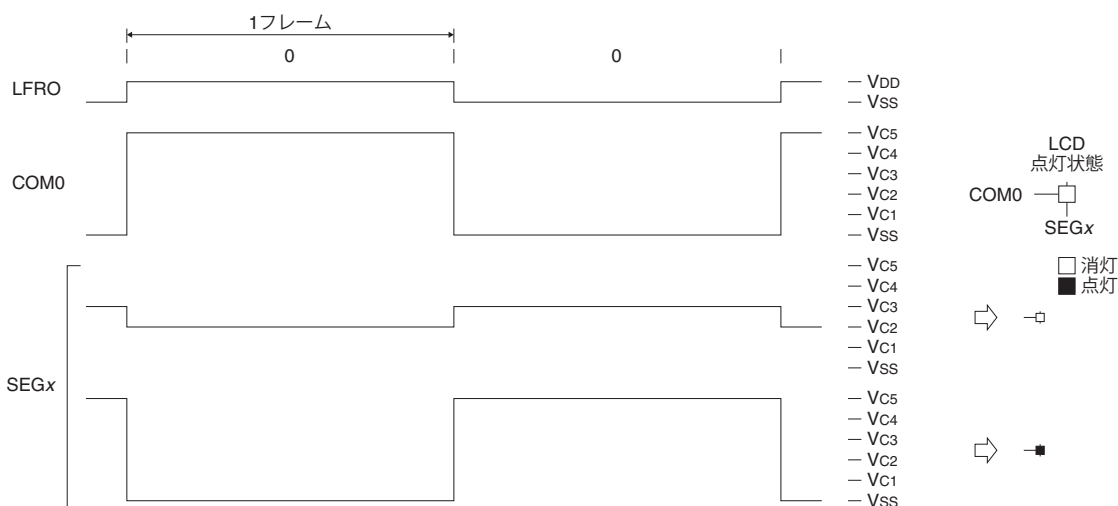 1フレーム
0 0
LFRO
VDD
VSS
COM0
VC5
VC4
VC3
VC2
VC1
VSS
LCD
点灯状態
COM0
SEGx
消灯
点灯
SEGx
VC5
VC4
VC3
VC2
VC1
VSS
VC5
VC4
VC3
VC2
VC1
VSS